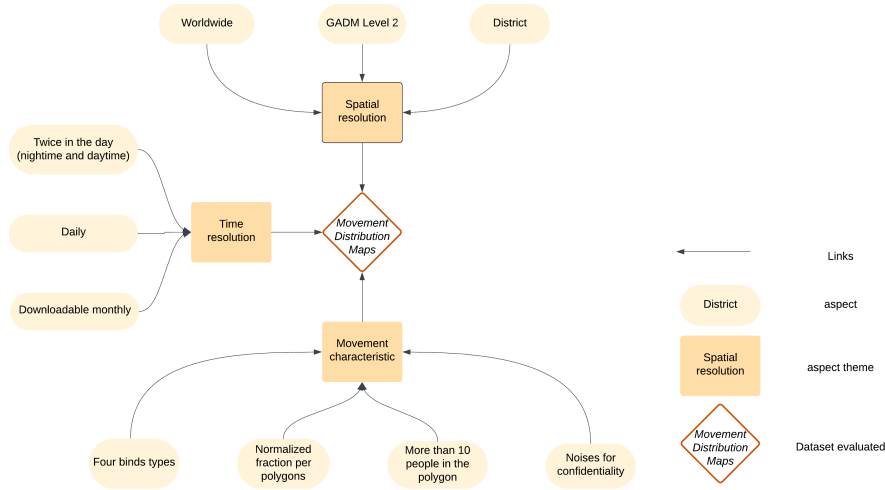 Worldwide
GADM Level 2
District
Spatial
resolution
Twice in the day
(nightime and daytime)
Daily
Downloadable monthly
Time
resolution
Movement
Distribution
Maps
Movement
characteristic
Four binds types
Normalized
fraction per
polygons
More than 10
people in the
polygon
Noises for
confidentiality
Links
District
aspect
Spatial
resolution
aspect theme
Movement
Distribution
Maps
Dataset evaluated